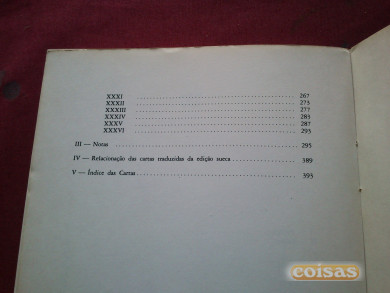 XXXI ........ 267
XXXII ........ 273
XXXIII ........ 277
XXXIV ........ 283
XXXV ........ 287
XXXVI ........ 293
III — Notas ........ 295
IV — Relacionação das cartas traduzidas da edição sueca ........ 389
V — Índice das Cartas ........ 393
coisas